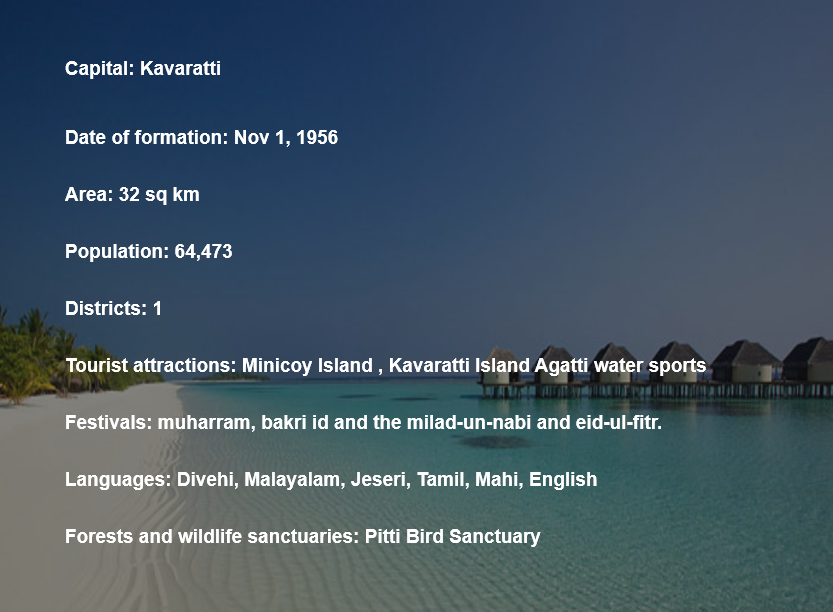 Capital: Kavaratti
Date of formation: Nov 1, 1956
Area: 32 sq km
Population: 64,473
Districts: 1
Tourist attractions: Minicoy Island , Kavaratti Island Agatti water sports
Festivals: muharram, bakri id and the milad-un-nabi and eid-ul-fitr.
Languages: Divehi, Malayalam, Jeseri, Tamil, Mahi, English
Forests and wildlife sanctuaries: Pitti Bird Sanctuary